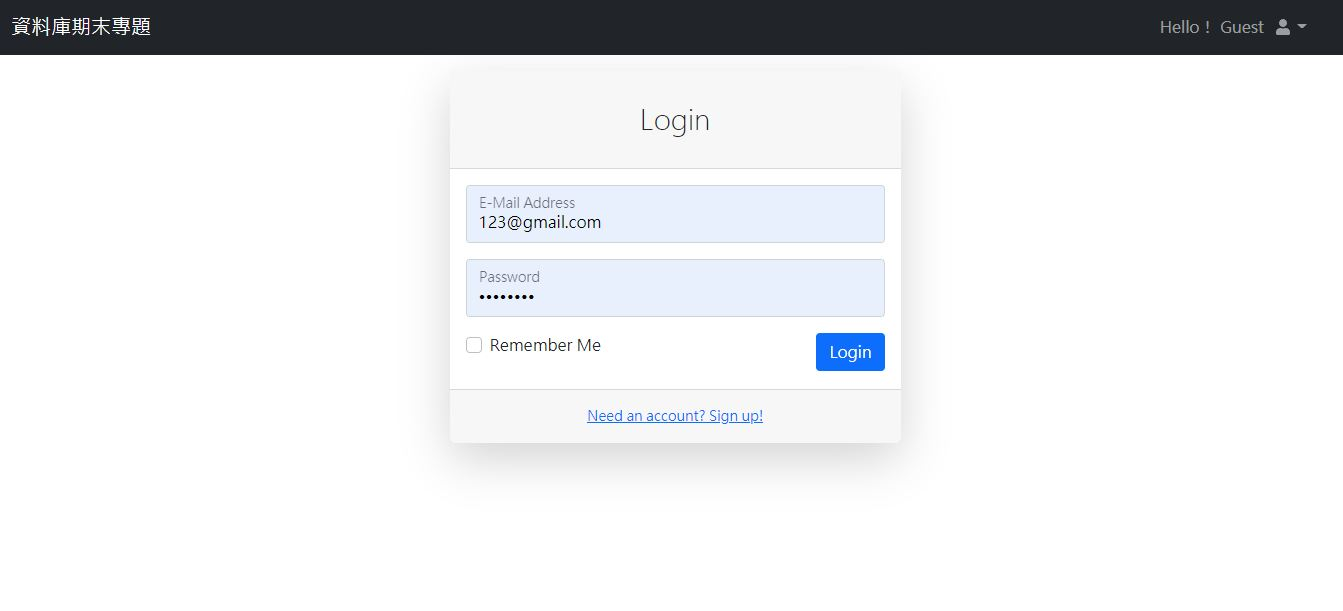 資料庫期末專題
Hello！ Guest
Login
E-Mail Address
123@gmail.com
Password
••••••••
Remember Me
Login
Need an account? Sign up!